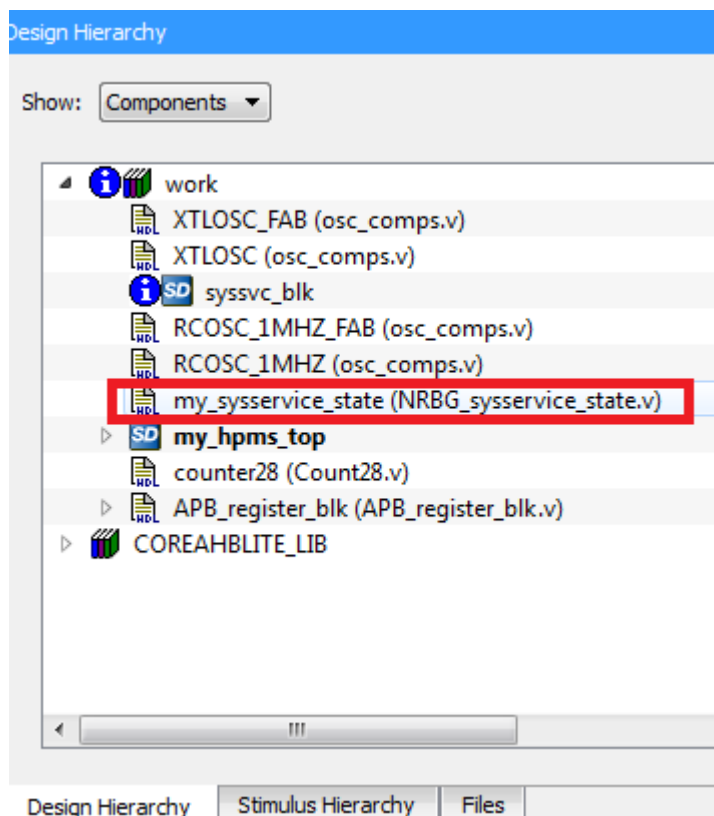 Design Hierarchy
Show: Components
work
XTLOSC_FAB (osc_comps.v)
XTLOSC (osc_comps.v)
syssvc_blk
RCOSC_1MHZ_FAB (osc_comps.v)
RCOSC_1MHZ (osc_comps.v)
my_sysservice_state (NRBG_sysservice_state.v)
my_hpms_top
counter28 (Count28.v)
APB_register_blk (APB_register_blk.v)
COREAHBLITE_LIB
Design Hierarchy Stimulus Hierarchy Files